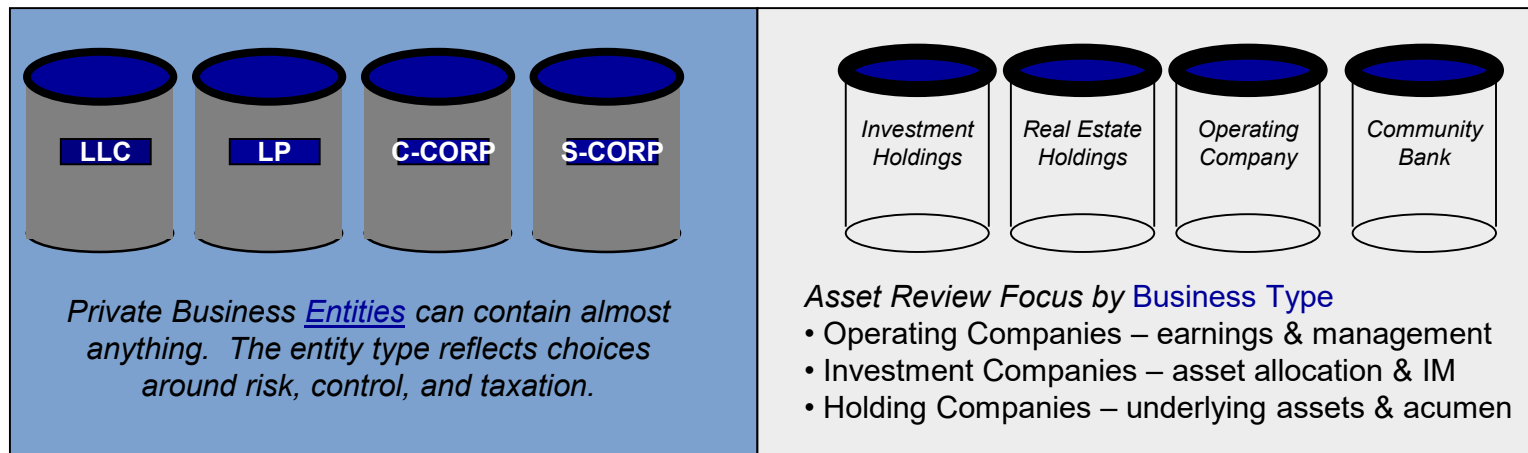 LLC
LP
C-CORP
S-CORP
Private Business Entities can contain almost
anything.  The entity type reflects choices
around risk, control, and taxation.
Investment
Holdings
Real Estate
Holdings
Operating
Company
Community
Bank
Asset Review Focus by Business Type
• Operating Companies – earnings & management
• Investment Companies – asset allocation & IM
• Holding Companies – underlying assets & acumen